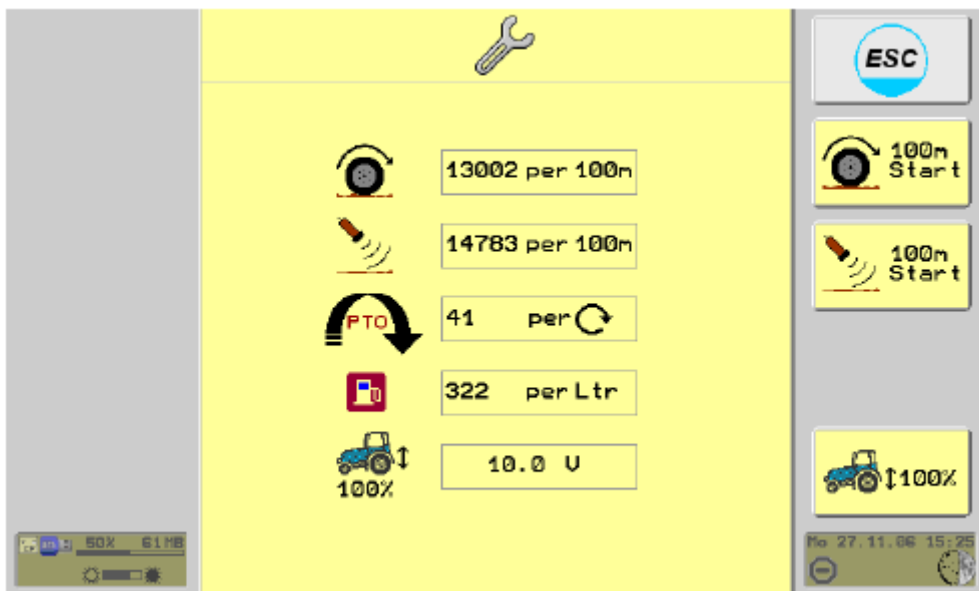 ESC
100m
Start
13002 per 100m
14783 per 100m
100m
Start
PTO
41 per
322 per Ltr
100%
10.0 V
100%
50% 61MB
Mo 27.11.06 15:25